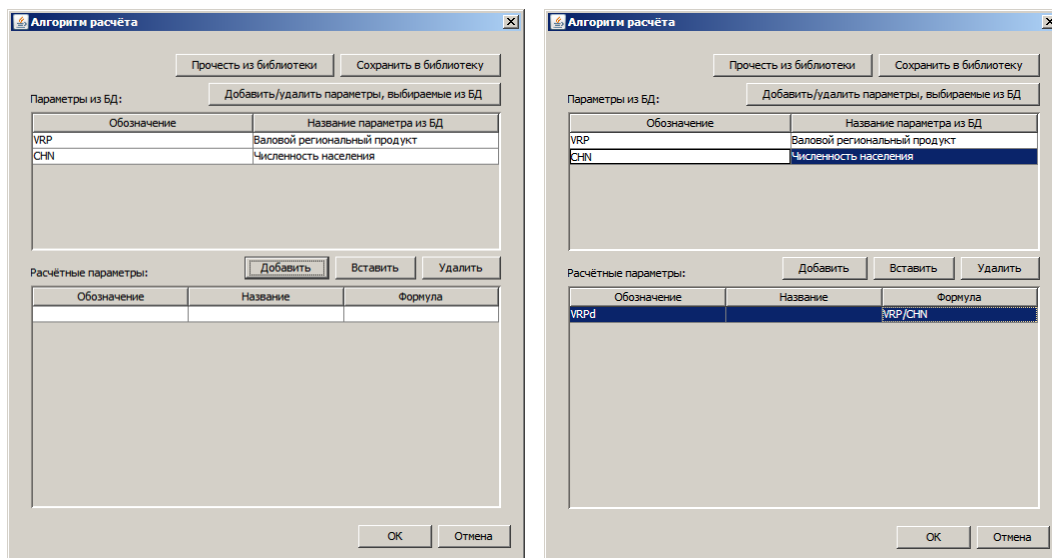 Алгоритм расчёта
Прочесть из библиотеки Сохранить в библиотеку
Параметры из БД: Добавить/удалить параметры, выбираемые из БД
Обозначение Название параметра из БД
VRP Валовой региональный продукт
CHN Численность населения
Расчётные параметры: Добавить Вставить Удалить
Обозначение Название Формула
ОК Отмена
Алгоритм расчёта
Прочесть из библиотеки Сохранить в библиотеку
Параметры из БД: Добавить/удалить параметры, выбираемые из БД
Обозначение Название параметра из БД
VRP Валовой региональный продукт
CHN Численность населения
Расчётные параметры: Добавить Вставить Удалить
Обозначение Название Формула
VRPd VRP/CHN
ОК Отмена